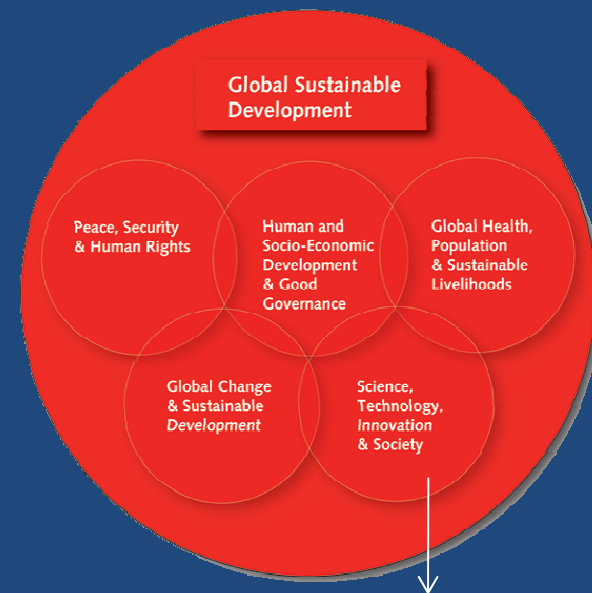 Global Sustainable
Development
Peace, Security
& Human Rights
Human and
Socio-Economic
Development
& Good
Governance
Global Health,
Population
& Sustainable
Livelihoods
Global Change
& Sustainable
Development
Science,
Technology,
Innovation
& Society